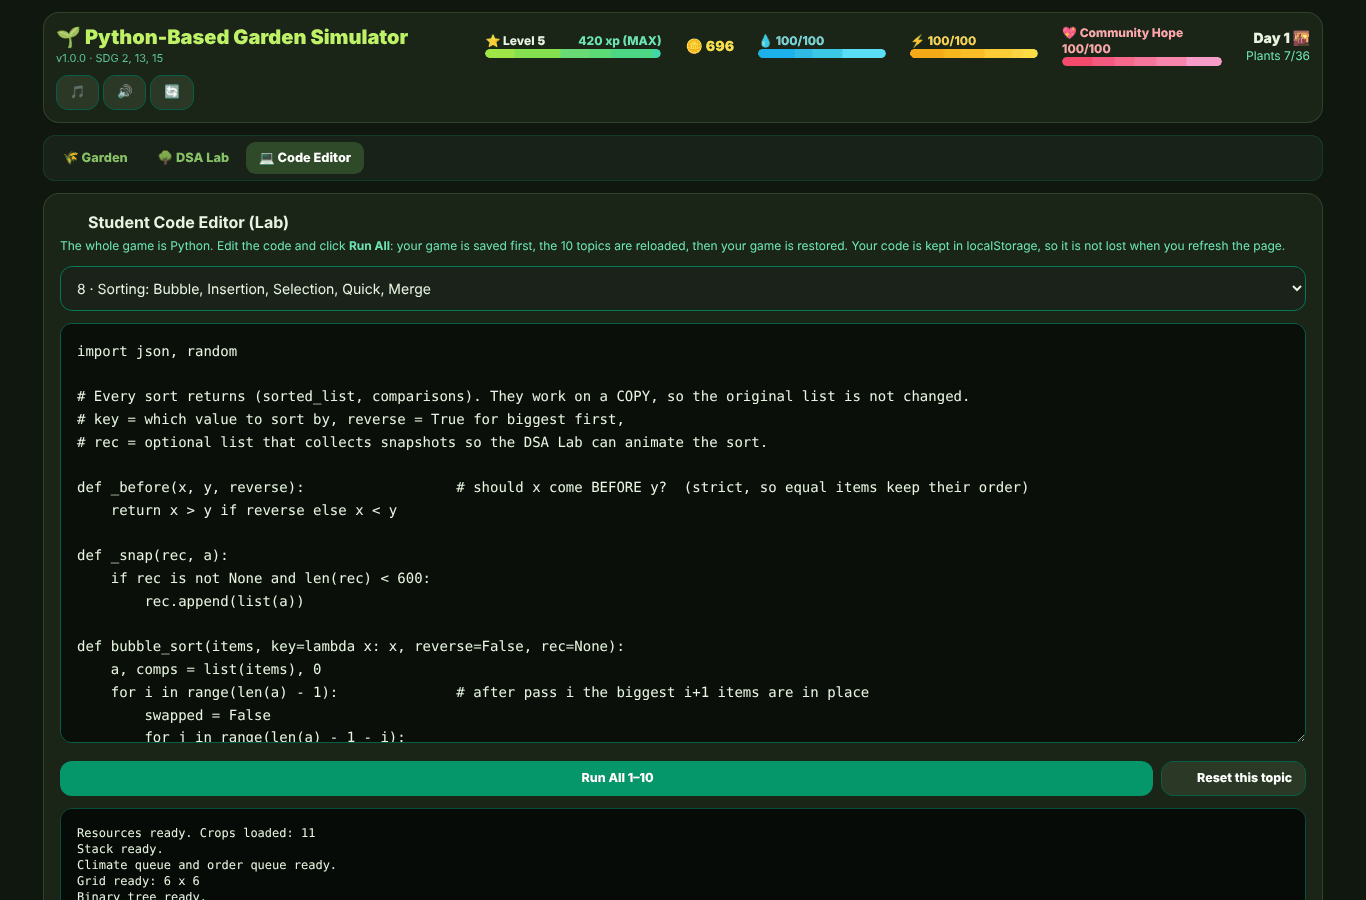 Python-Based Garden Simulator
v1.0.0 · SDG 2, 13, 15
Level 5 420 xp (MAX)
696
100/100
100/100
Community Hope
100/100
Day 1
Plants 7/36
Garden
DSA Lab
Code Editor
Student Code Editor (Lab)
The whole game is Python. Edit the code and click Run All: your game is saved first, the 10 topics are reloaded, then your game is restored. Your code is kept in localStorage, so it is not lost when you refresh the page.
8 · Sorting: Bubble, Insertion, Selection, Quick, Merge
import json, random
# Every sort returns (sorted_list, comparisons). They work on a COPY, so the original list is not changed.
# key = which value to sort by, reverse = True for biggest first,
# rec = optional list that collects snapshots so the DSA Lab can animate the sort.
def _before(x, y, reverse):                  # should x come BEFORE y?  (strict, so equal items keep their order)
    return x > y if reverse else x < y
def _snap(rec, a):
    if rec is not None and len(rec) < 600:
        rec.append(list(a))
def bubble_sort(items, key=lambda x: x, reverse=False, rec=None):
    a, comps = list(items), 0
    for i in range(len(a) - 1):              # after pass i the biggest i+1 items are in place
        swapped = False
        for j in range(len(a) - 1 - i):
Run All 1–10
Reset this topic
Resources ready. Crops loaded: 11
Stack ready.
Climate queue and order queue ready.
Grid ready: 6 x 6
Binary tree ready.